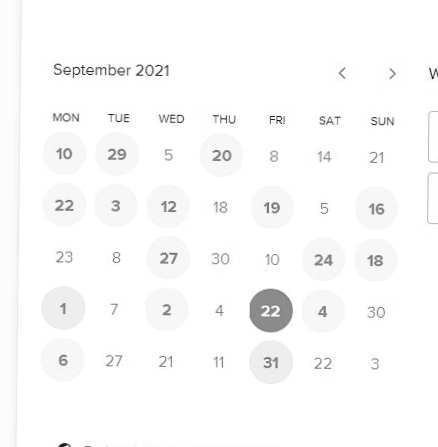 September 2021
W
MON TUE WED THU FRI SAT SUN
10 29 5 20 8 14 21
22 3 12 18 19 5 16
23 8 27 30 10 24 18
1 7 2 4 22 4 30
6 27 21 11 31 22 3